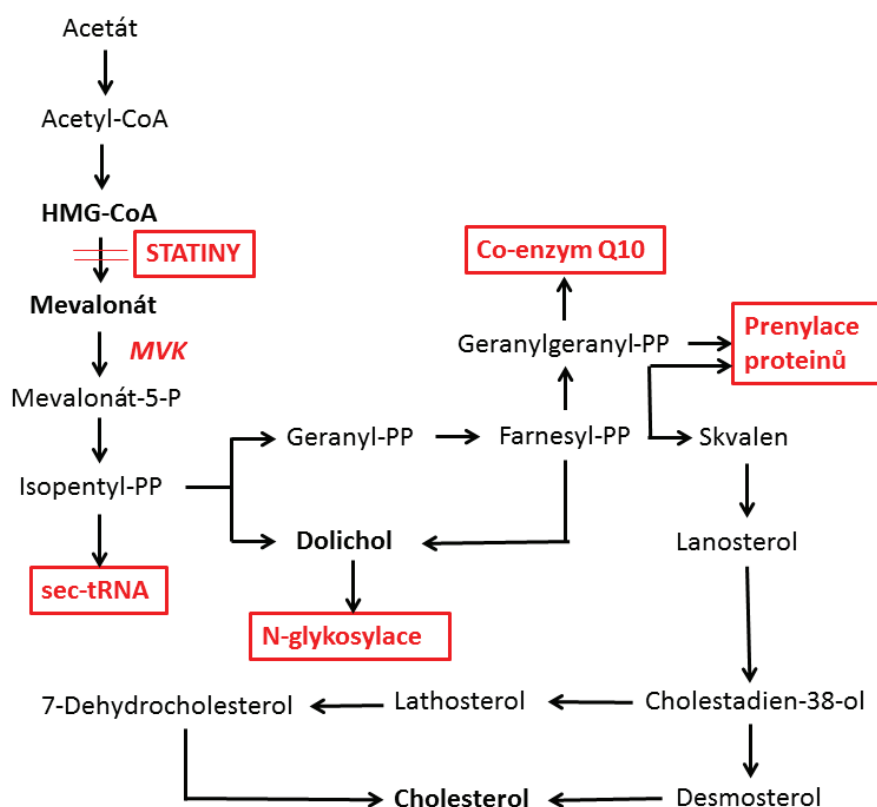 Acetát
Acetyl-CoA
HMG-CoA
STATINY
Co-enzym Q10
Mevalonát
MVK
Geranylgeranyl-PP
Prenylace
proteinů
Mevalonát-5-P
Geranyl-PP
Farnesyl-PP
Skvalen
Isopentyl-PP
Dolichol
Lanosterol
sec-tRNA
N-glykosylace
7-Dehydrocholesterol
Lathosterol
Cholestadien-38-ol
Cholesterol
Desmosterol